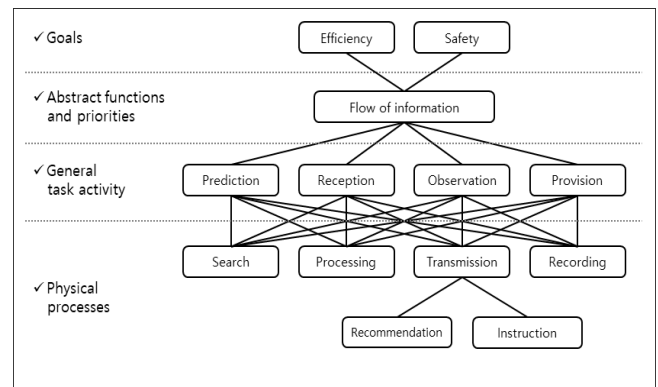 ✓ Goals
Efficiency
Safety
✓ Abstract functions
and priorities
Flow of information
✓ General
task activity
Prediction
Reception
Observation
Provision
Search
Processing
Transmission
Recording
✓ Physical
processes
Recommendation
Instruction